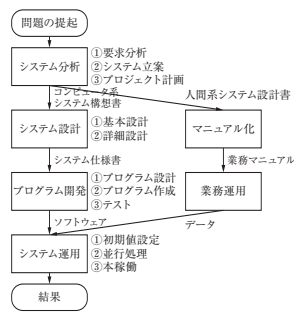 問題の提起
システム分析
①要求分析
②システム立案
③プロジェクト計画
コンピュータ系
システム構想書
人間系システム設計書
システム設計
①基本設計
②詳細設計
マニュアル化
システム仕様書
業務マニュアル
プログラム開発
①プログラム設計
②プログラム作成
③テスト
業務運用
ソフトウェア
データ
システム運用
①初期値設定
②並行処理
③本稼働
結果